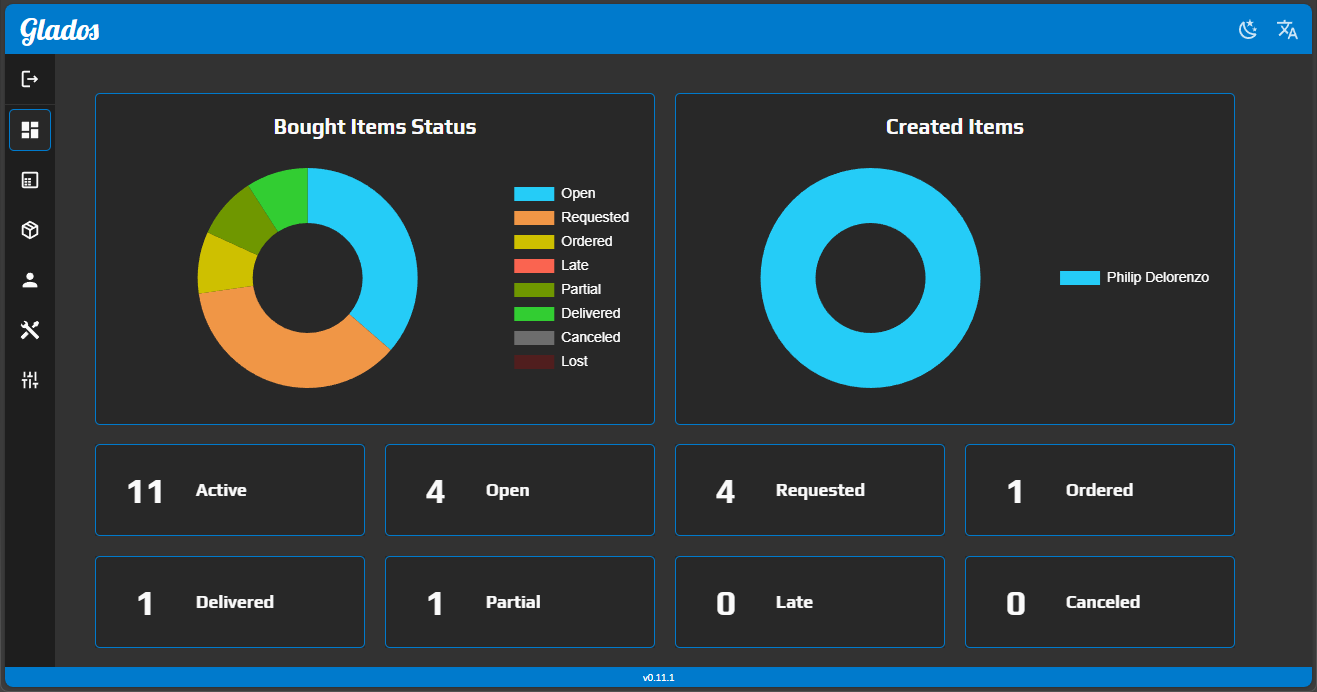 Glados
Bought Items Status
Open
Requested
Ordered
Late
Partial
Delivered
Canceled
Lost
Created Items
Philip Delorenzo
11 Active
4 Open
4 Requested
1 Ordered
1 Delivered
1 Partial
0 Late
0 Canceled
v0.11.1